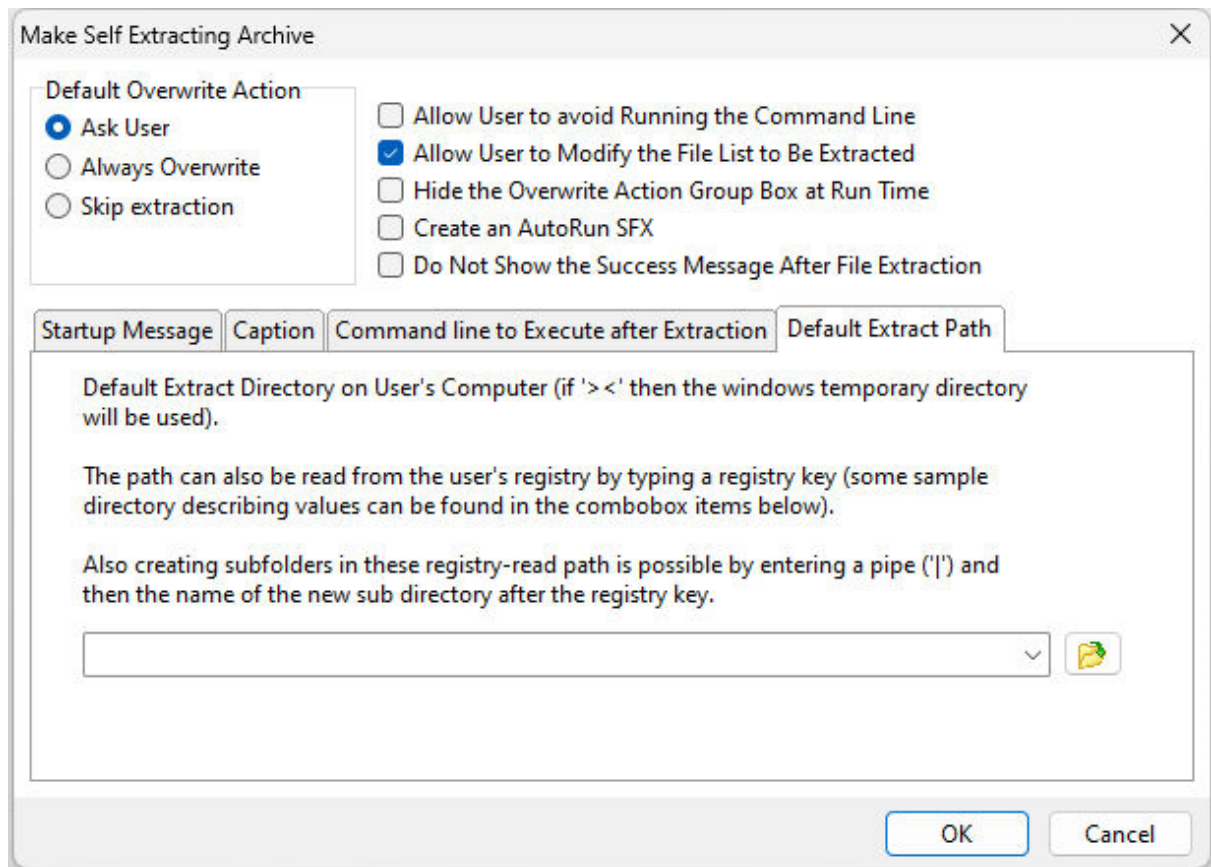 Make Self Extracting Archive
Default Overwrite Action
Ask User
Always Overwrite
Skip extraction
Allow User to avoid Running the Command Line
Allow User to Modify the File List to Be Extracted
Hide the Overwrite Action Group Box at Run Time
Create an AutoRun SFX
Do Not Show the Success Message After File Extraction
Startup Message
Caption
Command line to Execute after Extraction
Default Extract Path
Default Extract Directory on User's Computer (if '><' then the windows temporary directory
will be used).
The path can also be read from the user's registry by typing a registry key (some sample
directory describing values can be found in the combobox items below).
Also creating subfolders in these registry-read path is possible by entering a pipe ('|') and
then the name of the new sub directory after the registry key.
OK
Cancel